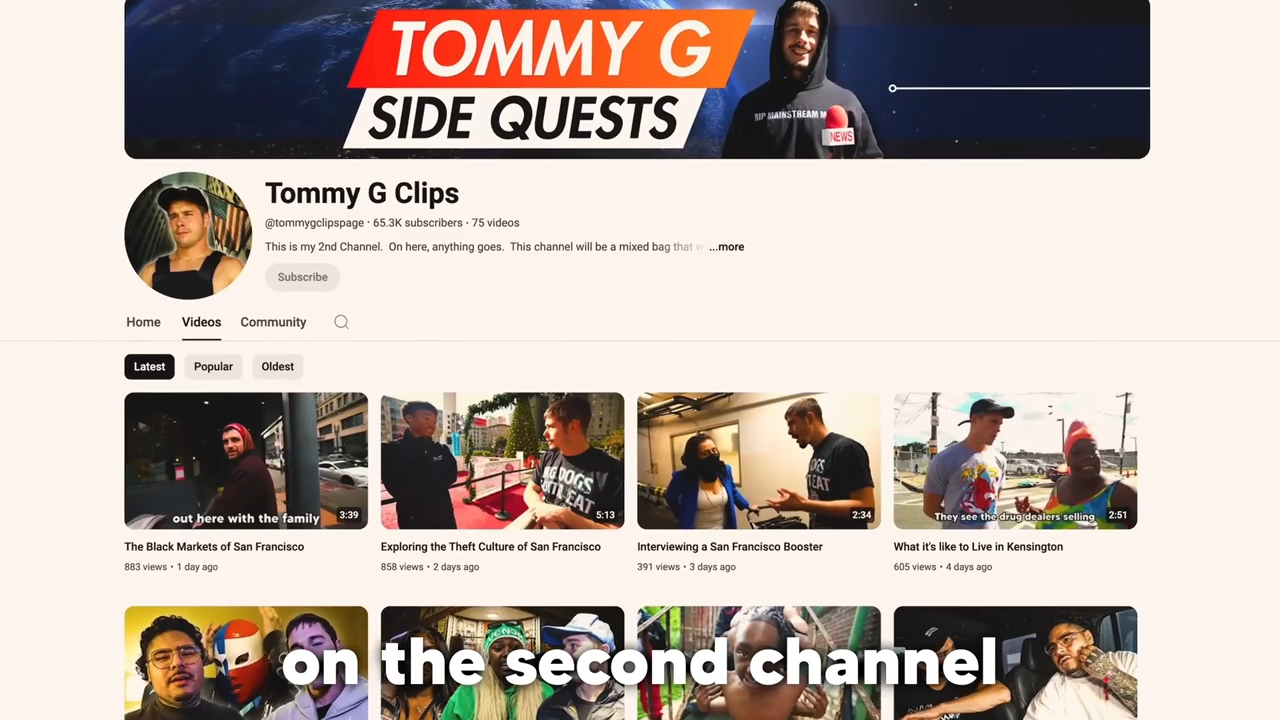 TOMMY G
SIDE QUESTS
RIP MAINSTREAM M
NEWS
Tommy G Clips
@tommygclipspage · 65.3K subscribers · 75 videos
This is my 2nd Channel. On here, anything goes. This channel will be a mixed bag that ...more
Subscribe
Home Videos Community
Latest Popular Oldest
out here with the family 3:39
5:13
2:34
They see the drug dealers selling 2:51
The Black Markets of San Francisco
883 views • 1 day ago
Exploring the Theft Culture of San Francisco
858 views • 2 days ago
Interviewing a San Francisco Booster
391 views • 3 days ago
What it's like to Live in Kensington
605 views • 4 days ago
on the second channel